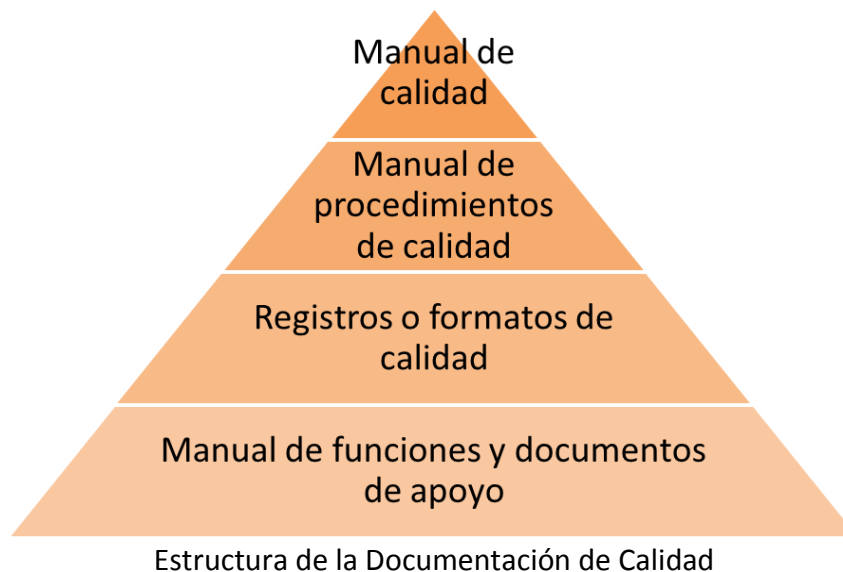 Manual de
calidad
Manual de
procedimientos
de calidad
Registros o formatos de
calidad
Manual de funciones y documentos
de apoyo
Estructura de la Documentación de Calidad